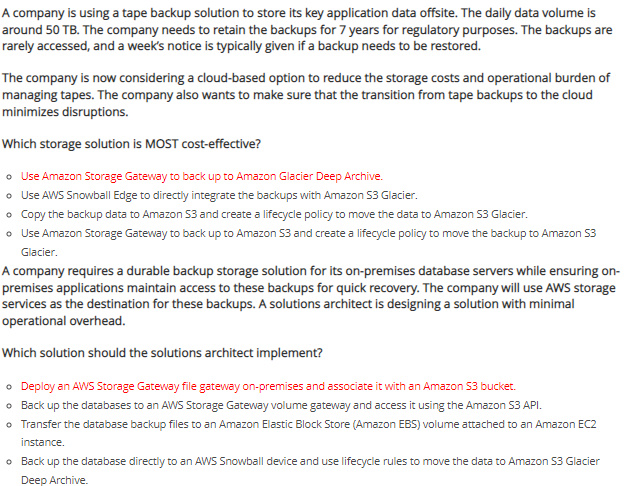 A company is using a tape backup solution to store its key application data offsite. The daily data volume is
around 50 TB. The company needs to retain the backups for 7 years for regulatory purposes. The backups are
rarely accessed, and a week's notice is typically given if a backup needs to be restored.
The company is now considering a cloud-based option to reduce the storage costs and operational burden of
managing tapes. The company also wants to make sure that the transition from tape backups to the cloud
minimizes disruptions.
Which storage solution is MOST cost-effective?
Use Amazon Storage Gateway to back up to Amazon Glacier Deep Archive.
Use AWS Snowball Edge to directly integrate the backups with Amazon S3 Glacier.
Copy the backup data to Amazon S3 and create a lifecycle policy to move the data to Amazon S3 Glacier.
Use Amazon Storage Gateway to back up to Amazon S3 and create a lifecycle policy to move the backup to Amazon S3
Glacier.
A company requires a durable backup storage solution for its on-premises database servers while ensuring on-
premises applications maintain access to these backups for quick recovery. The company will use AWS storage
services as the destination for these backups. A solutions architect is designing a solution with minimal
operational overhead.
Which solution should the solutions architect implement?
Deploy an AWS Storage Gateway file gateway on-premises and associate it with an Amazon S3 bucket.
Back up the databases to an AWS Storage Gateway volume gateway and access it using the Amazon S3 API.
Transfer the database backup files to an Amazon Elastic Block Store (Amazon EBS) volume attached to an Amazon EC2
instance.
Back up the database directly to an AWS Snowball device and use lifecycle rules to move the data to Amazon S3 Glacier
Deep Archive.